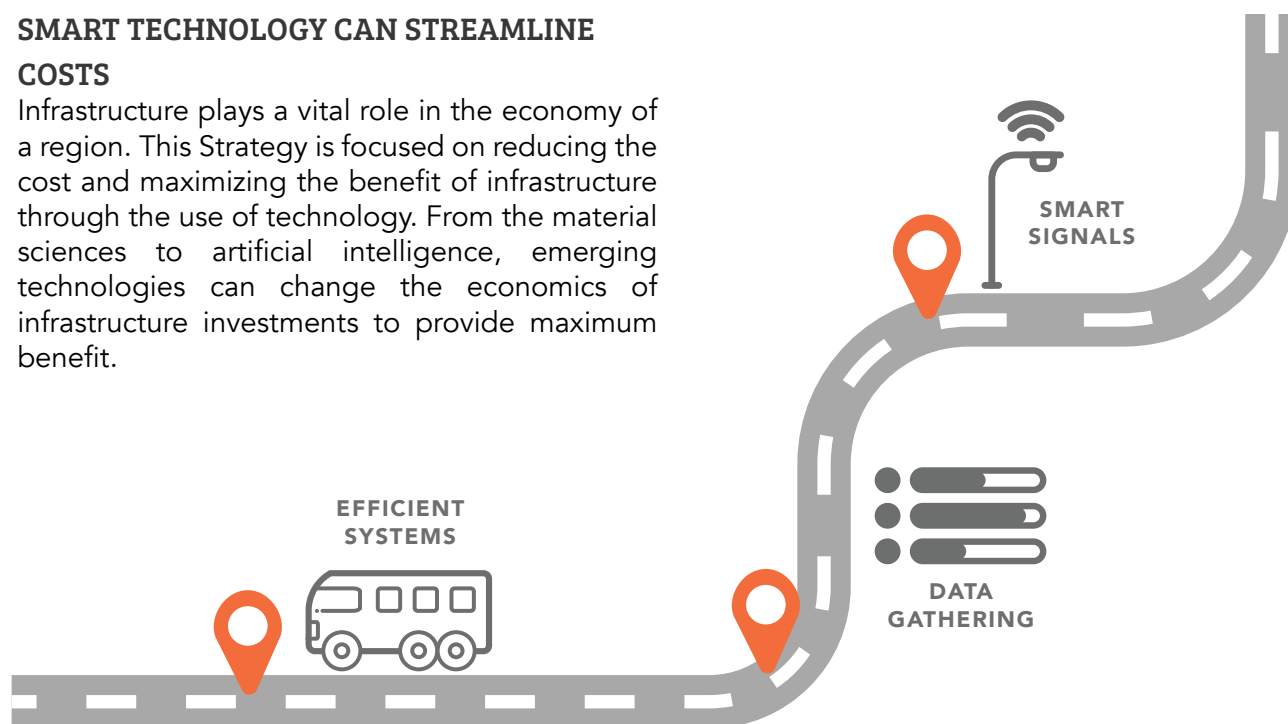 SMART TECHNOLOGY CAN STREAMLINE
COSTS
Infrastructure plays a vital role in the economy of
a region. This Strategy is focused on reducing the
cost and maximizing the benefit of infrastructure
through the use of technology. From the material
sciences to artificial intelligence, emerging
technologies can change the economics of
infrastructure investments to provide maximum
benefit.
SMART
SIGNALS
EFFICIENT
SYSTEMS
DATA
GATHERING